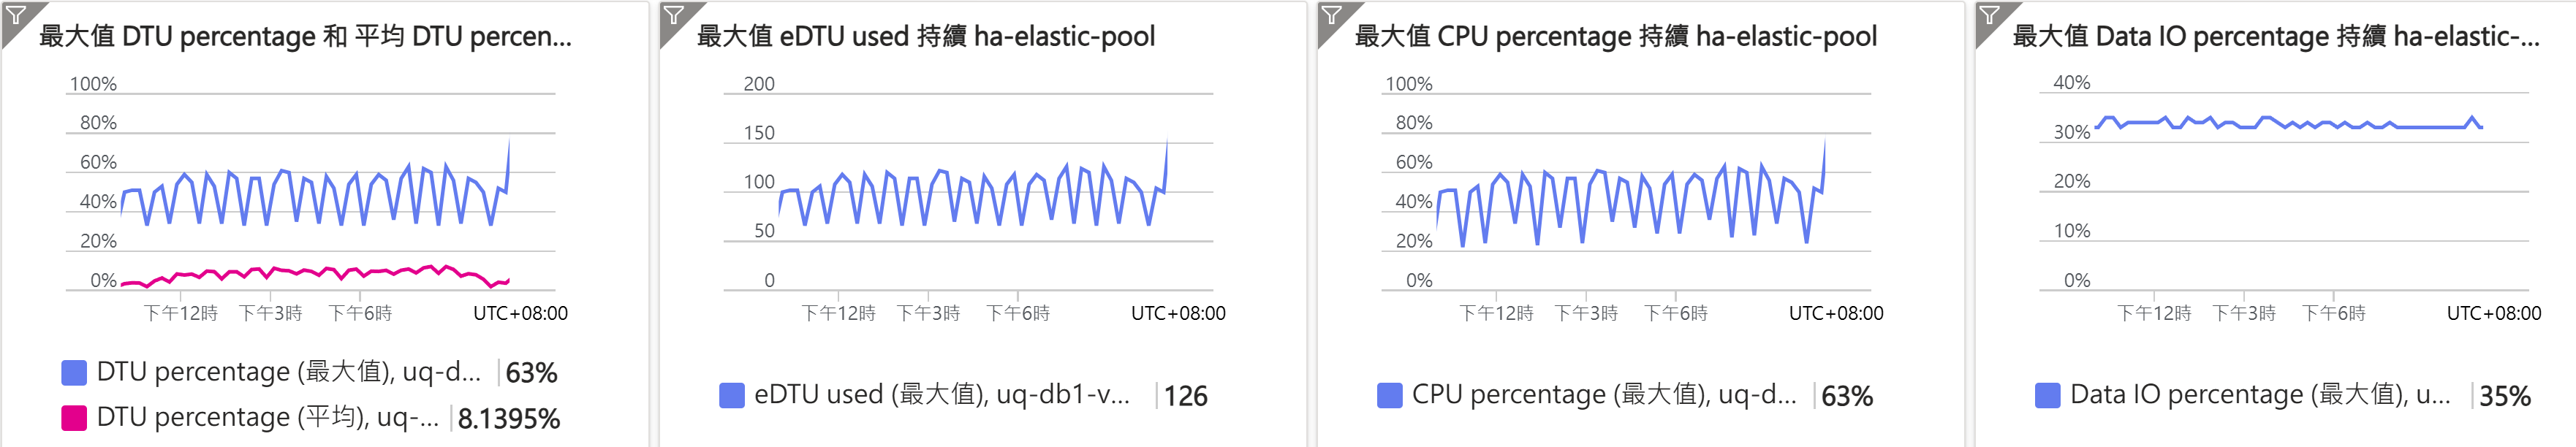 最大值 DTU percentage 和 平均 DTU percen...
100%
80%
60%
40%
20%
0%
下午12時 下午3時 下午6時 UTC+08:00
DTU percentage (最大值), uq-d... 63%
DTU percentage (平均), uq-... 8.1395%
最大值 eDTU used 持續 ha-elastic-pool
200
150
100
50
0
下午12時 下午3時 下午6時 UTC+08:00
eDTU used (最大值), uq-db1-v... 126
最大值 CPU percentage 持續 ha-elastic-pool
100%
80%
60%
40%
20%
0%
下午12時 下午3時 下午6時 UTC+08:00
CPU percentage (最大值), uq-d... 63%
最大值 Data IO percentage 持續 ha-elastic-...
40%
30%
20%
10%
0%
下午12時 下午3時 下午6時 UTC+08:00
Data IO percentage (最大值), u... 35%